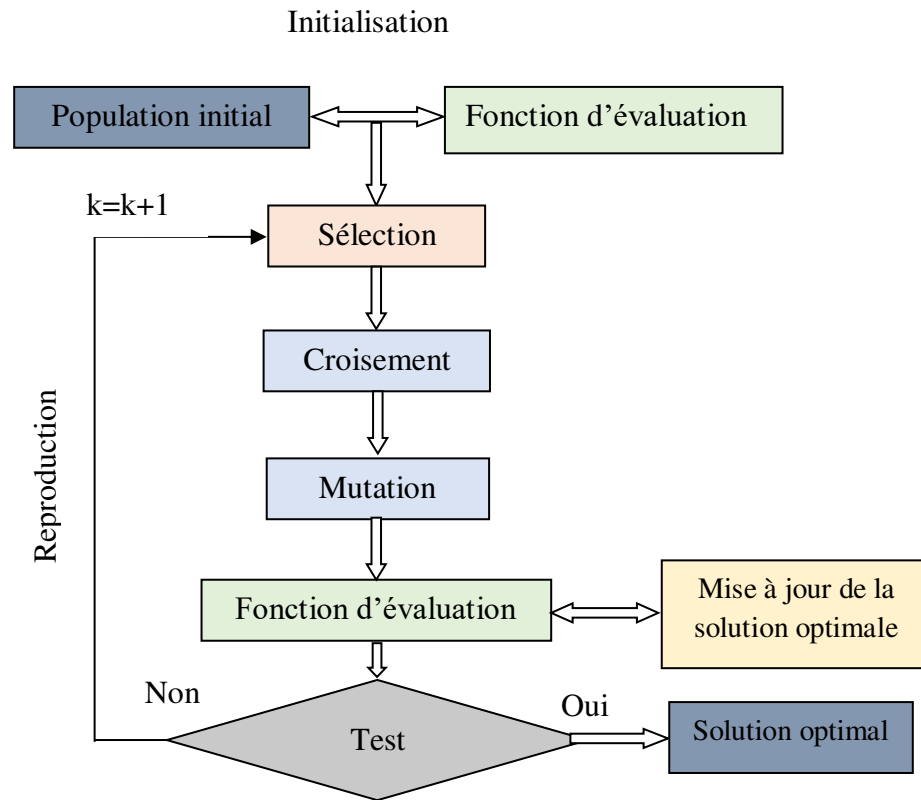 Initialisation
Population initial
Fonction d'évaluation
k=k+1
Sélection
Croisement
Reproduction
Mutation
Fonction d'évaluation
Mise à jour de la
solution optimale
Non
Oui
Test
Solution optimal